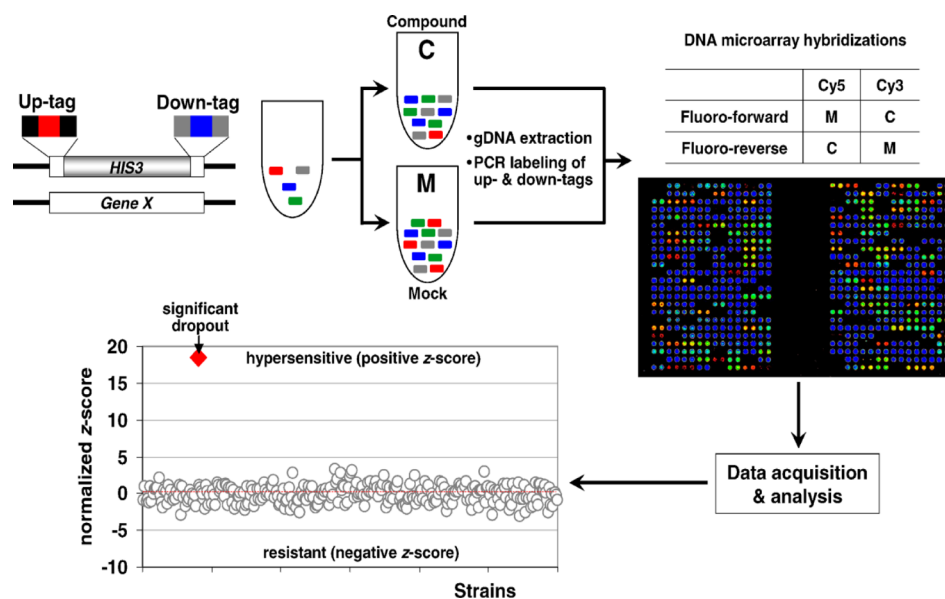 Compound
C
Up-tag
Down-tag
HIS3
Gene X
M
Mock
•gDNA extraction
•PCR labeling of
up- & down-tags
DNA microarray hybridizations
Cy5 Cy3
Fluoro-forward M C
Fluoro-reverse C M
Data acquisition
& analysis
significant
dropout
hypersensitive (positive z-score)
resistant (negative z-score)
normalized z-score
20
15
10
5
0
-5
-10
Strains